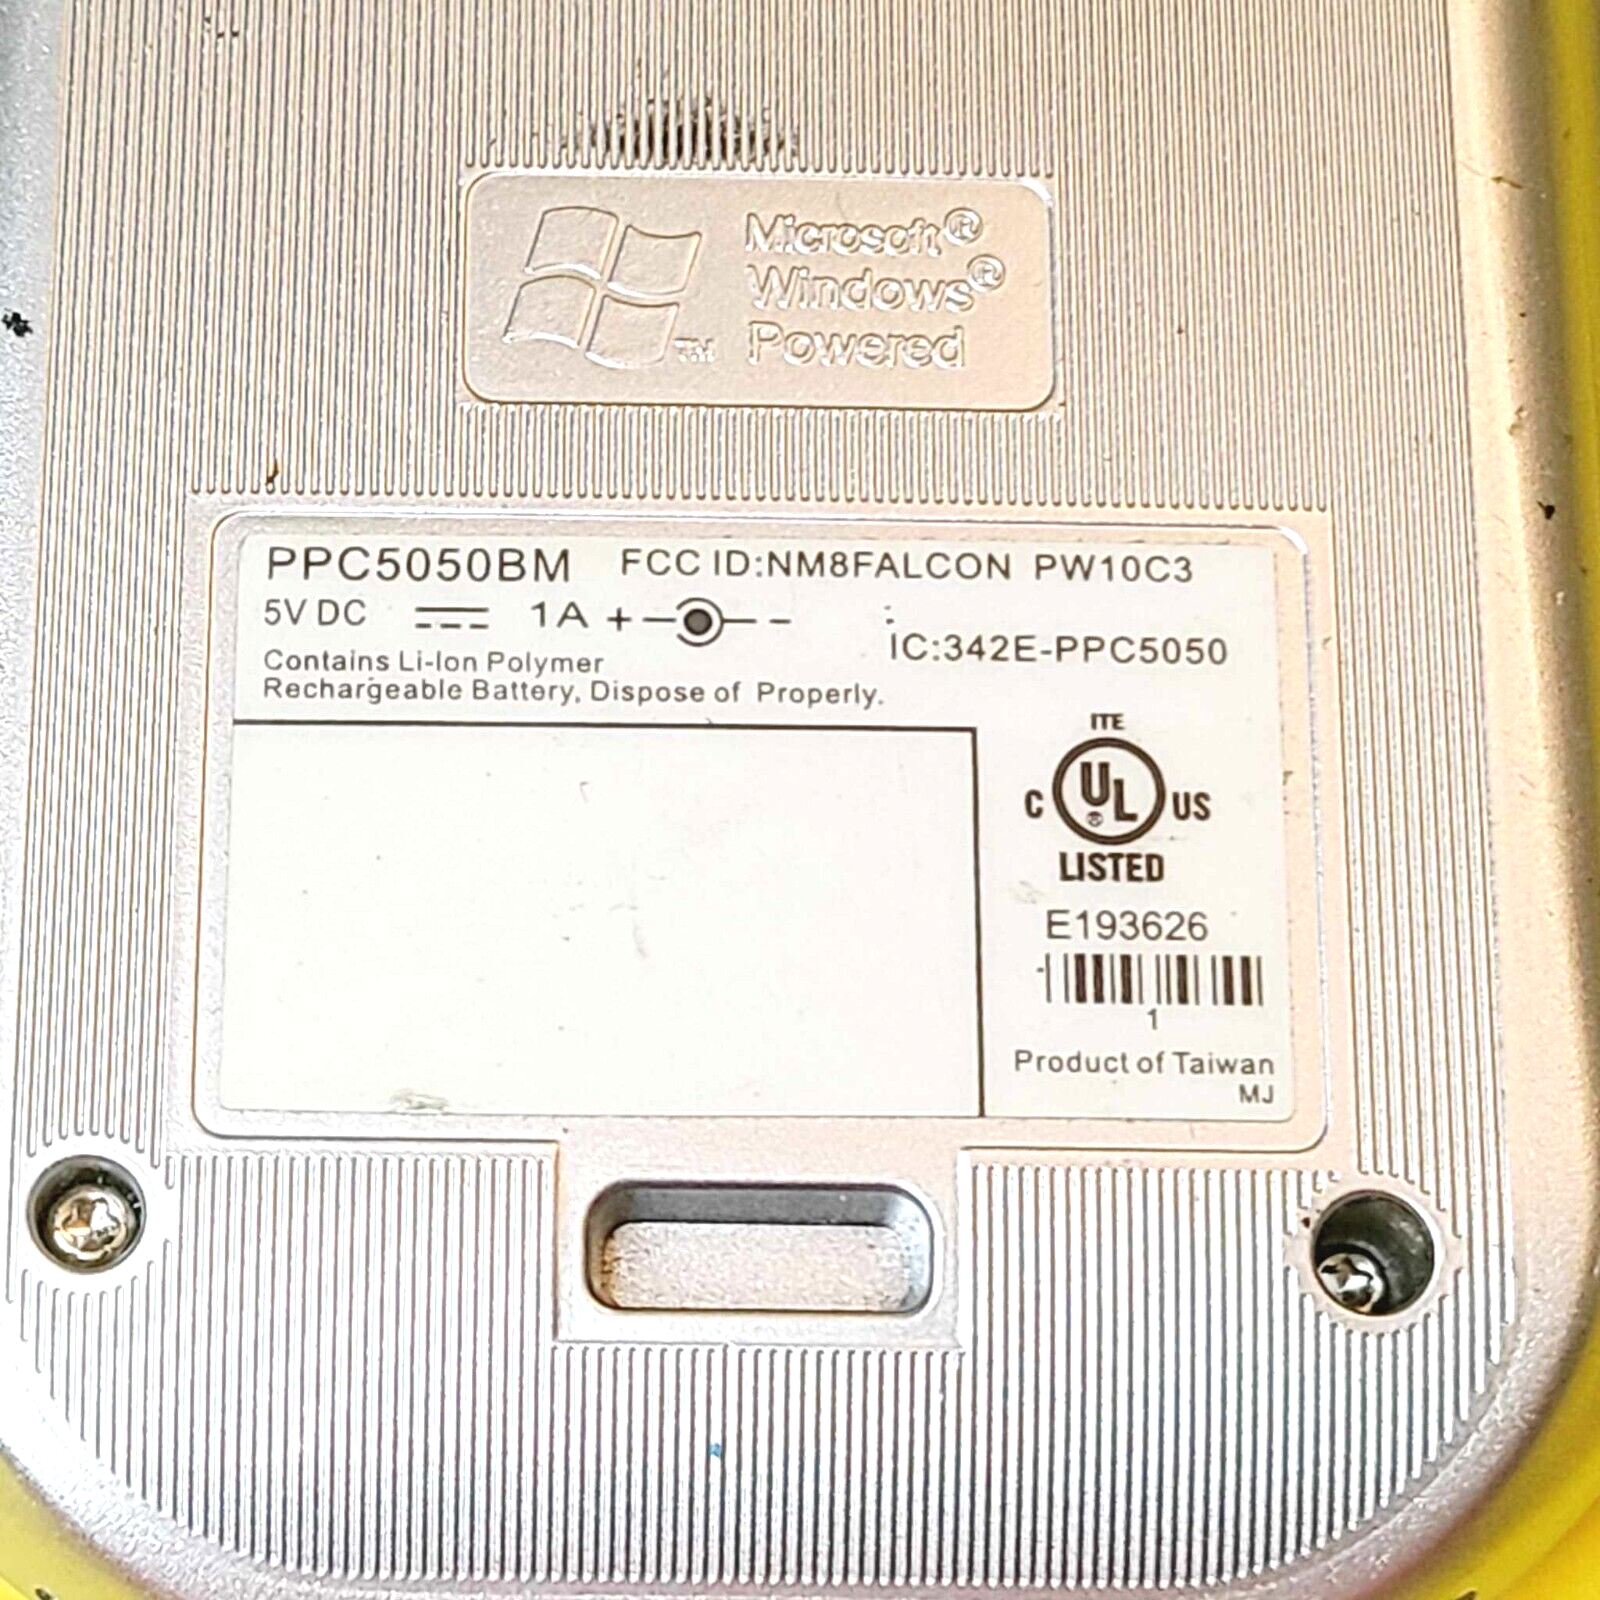 Microsoft®
Windows®
Powered
TM
PPC5050BM FCC ID:NM8FALCON PW10C3
5V DC 1A + -
IC:342E-PPC5050
Contains Li-Ion Polymer
Rechargeable Battery, Dispose of Properly.
ITE
C UL® US
LISTED
E193626
1
Product of Taiwan
MJ